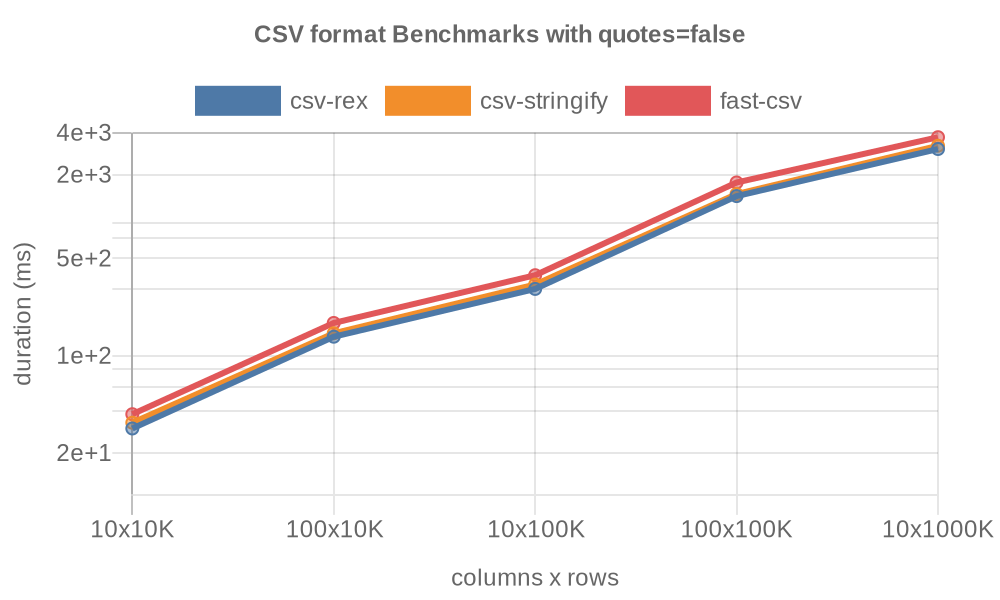 CSV format Benchmarks with quotes=false
csv-rex csv-stringify fast-csv
4e+3
2e+3
5e+2
1e+2
2e+1
duration (ms)
10x10K 100x10K 10x100K 100x100K 10x1000K
columns x rows